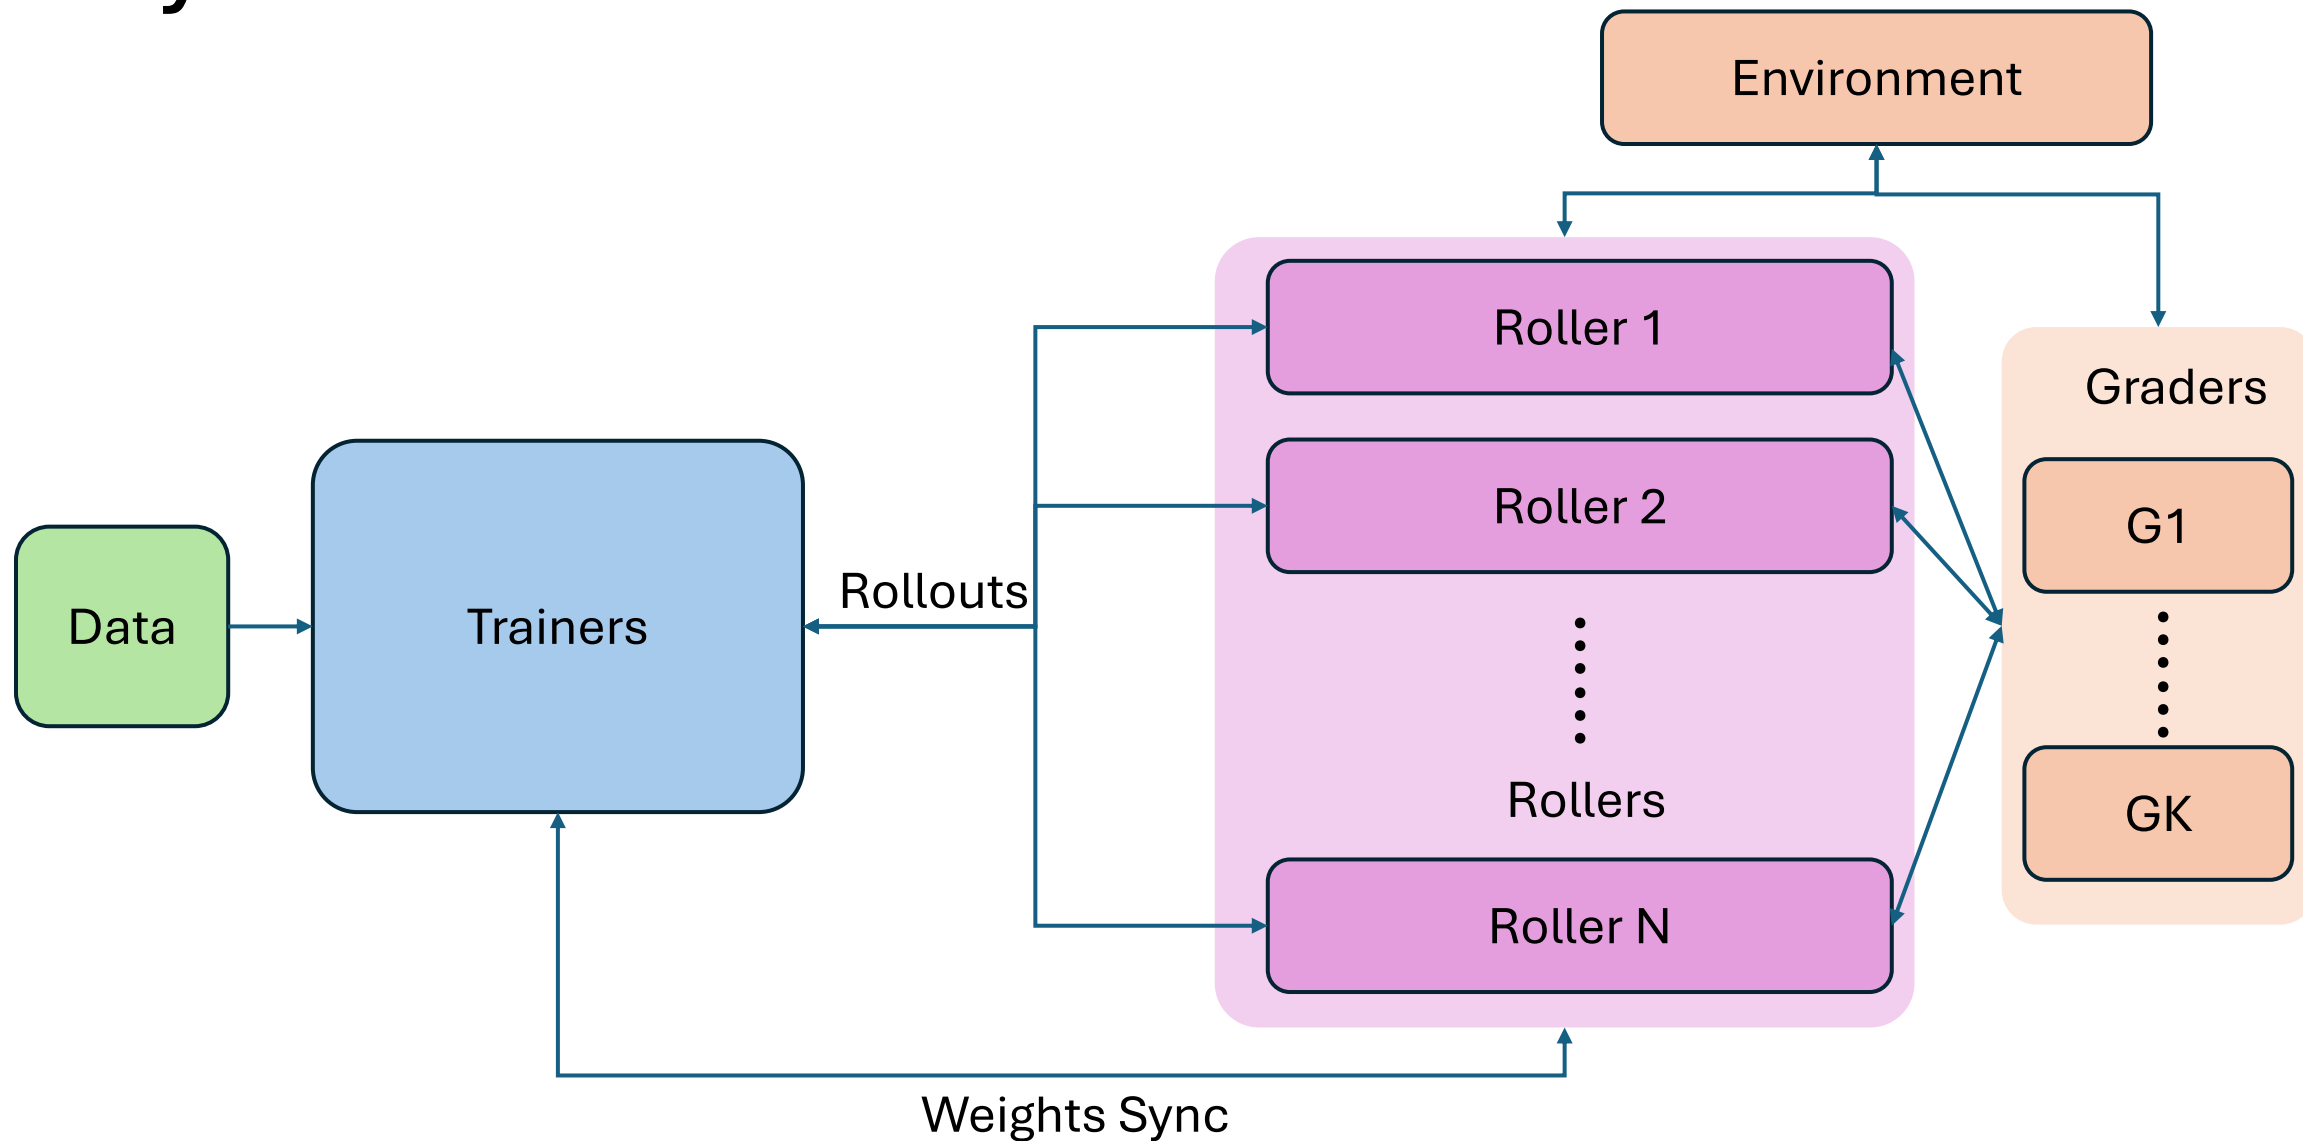 Environment
Roller 1
Graders
Roller 2
G1
Rollouts
Data
Trainers
Rollers
GK
Roller N
Weights Sync